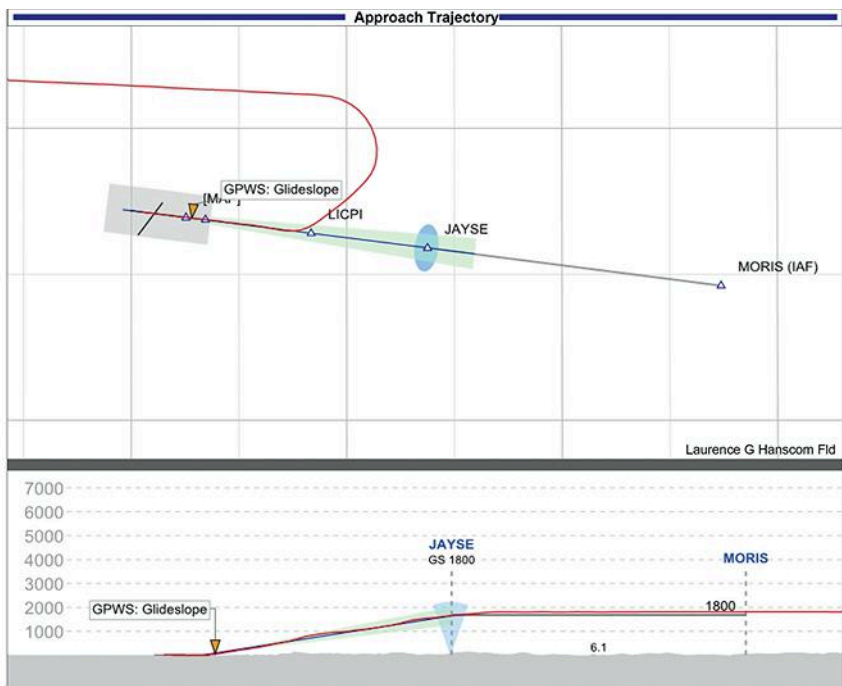 Approach Trajectory
GPWS: Glideslope
LICPI
JAYSE
MORIS (IAF)
Laurence G Hanscom Fld
7000
6000
5000
4000
3000
2000
1000
JAYSE
GS 1800
MORIS
GPWS: Glideslope
1800
6.1